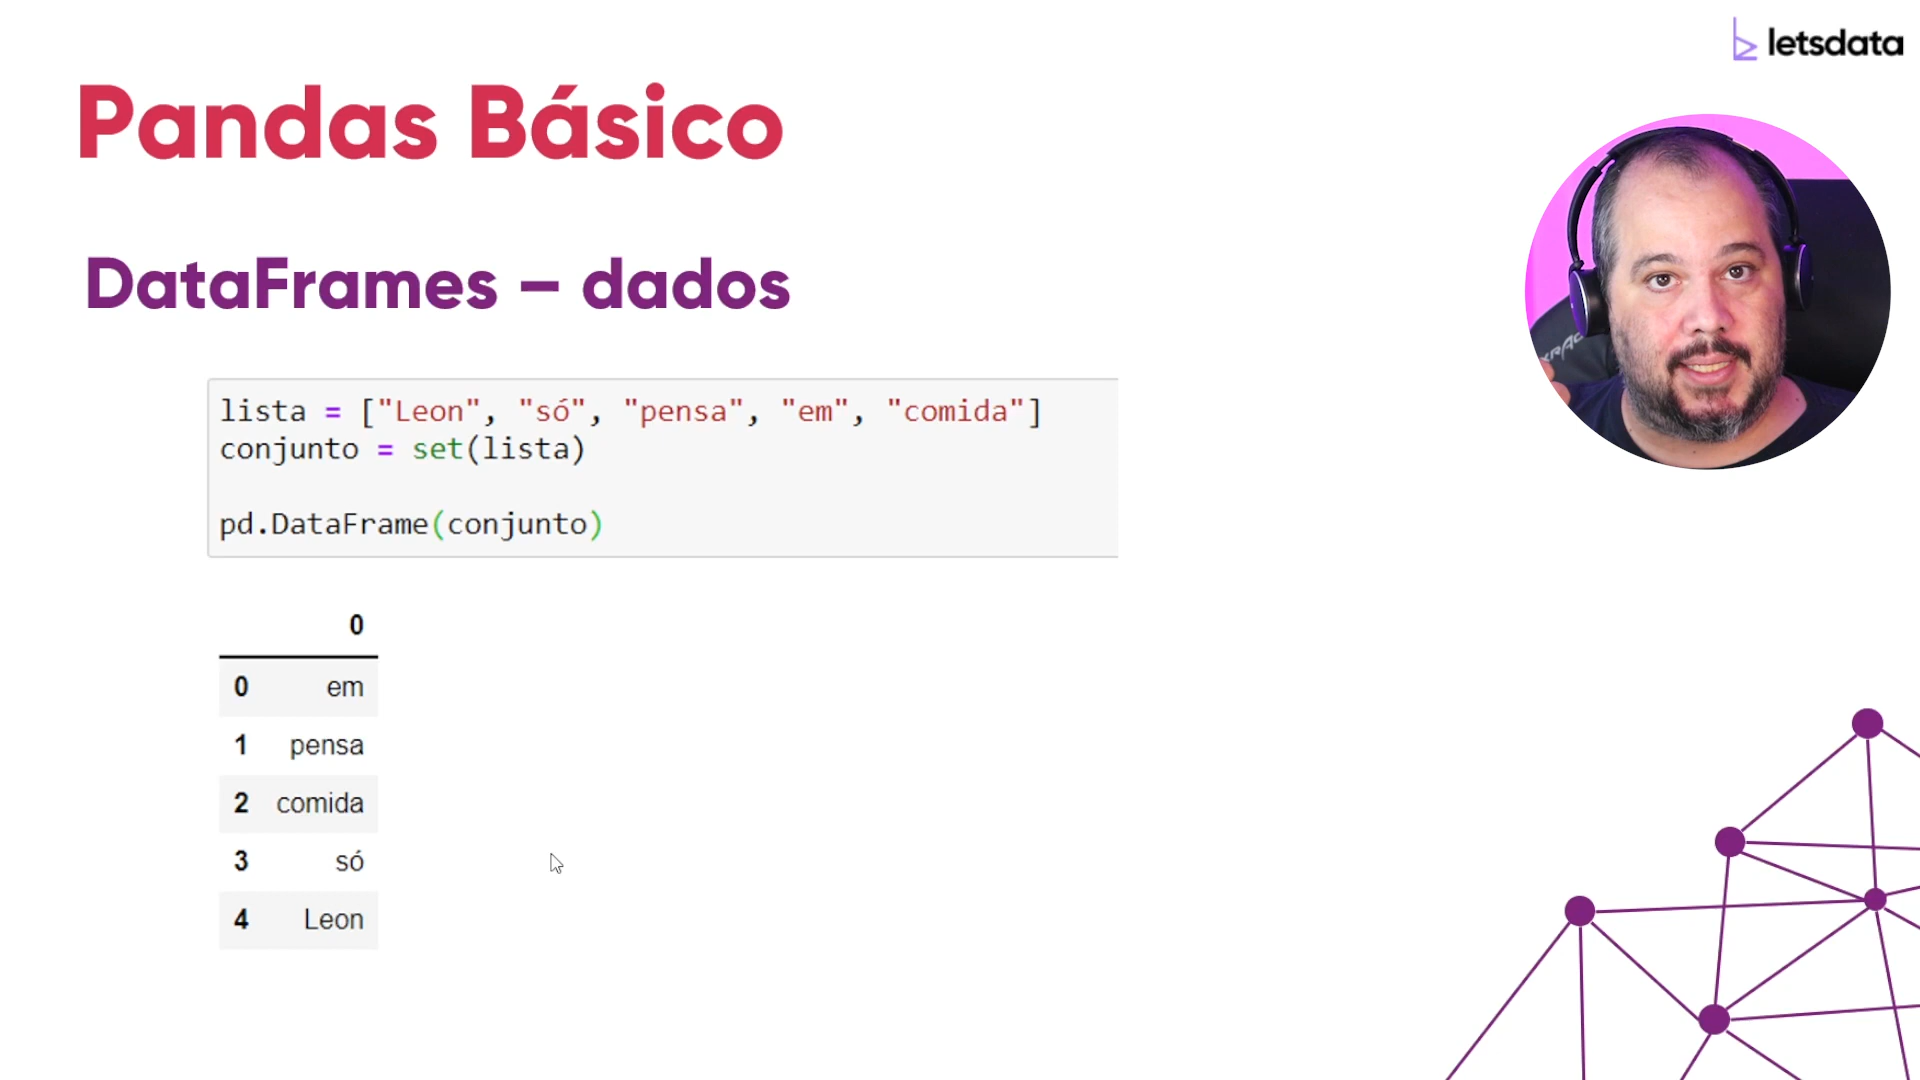 letsdata
Pandas Básico
DataFrames – dados
lista = ["Leon", "só", "pensa", "em", "comida"]
conjunto = set(lista)
pd.DataFrame(conjunto)
0
0 em
1 pensa
2 comida
3 só
4 Leon